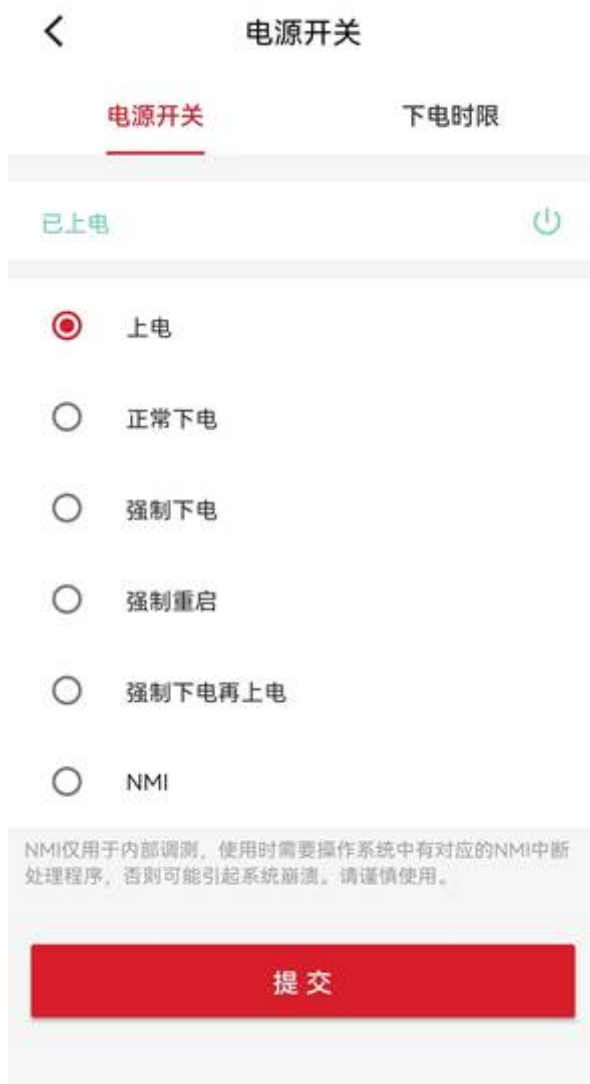 电源开关
电源开关 下电时限
已上电
上电
正常下电
强制下电
强制重启
强制下电再上电
NMI
NMI仅用于内部调测，使用时需要操作系统中有对应的NMI中断
处理程序，否则可能引起系统崩溃。请谨慎使用。
提交